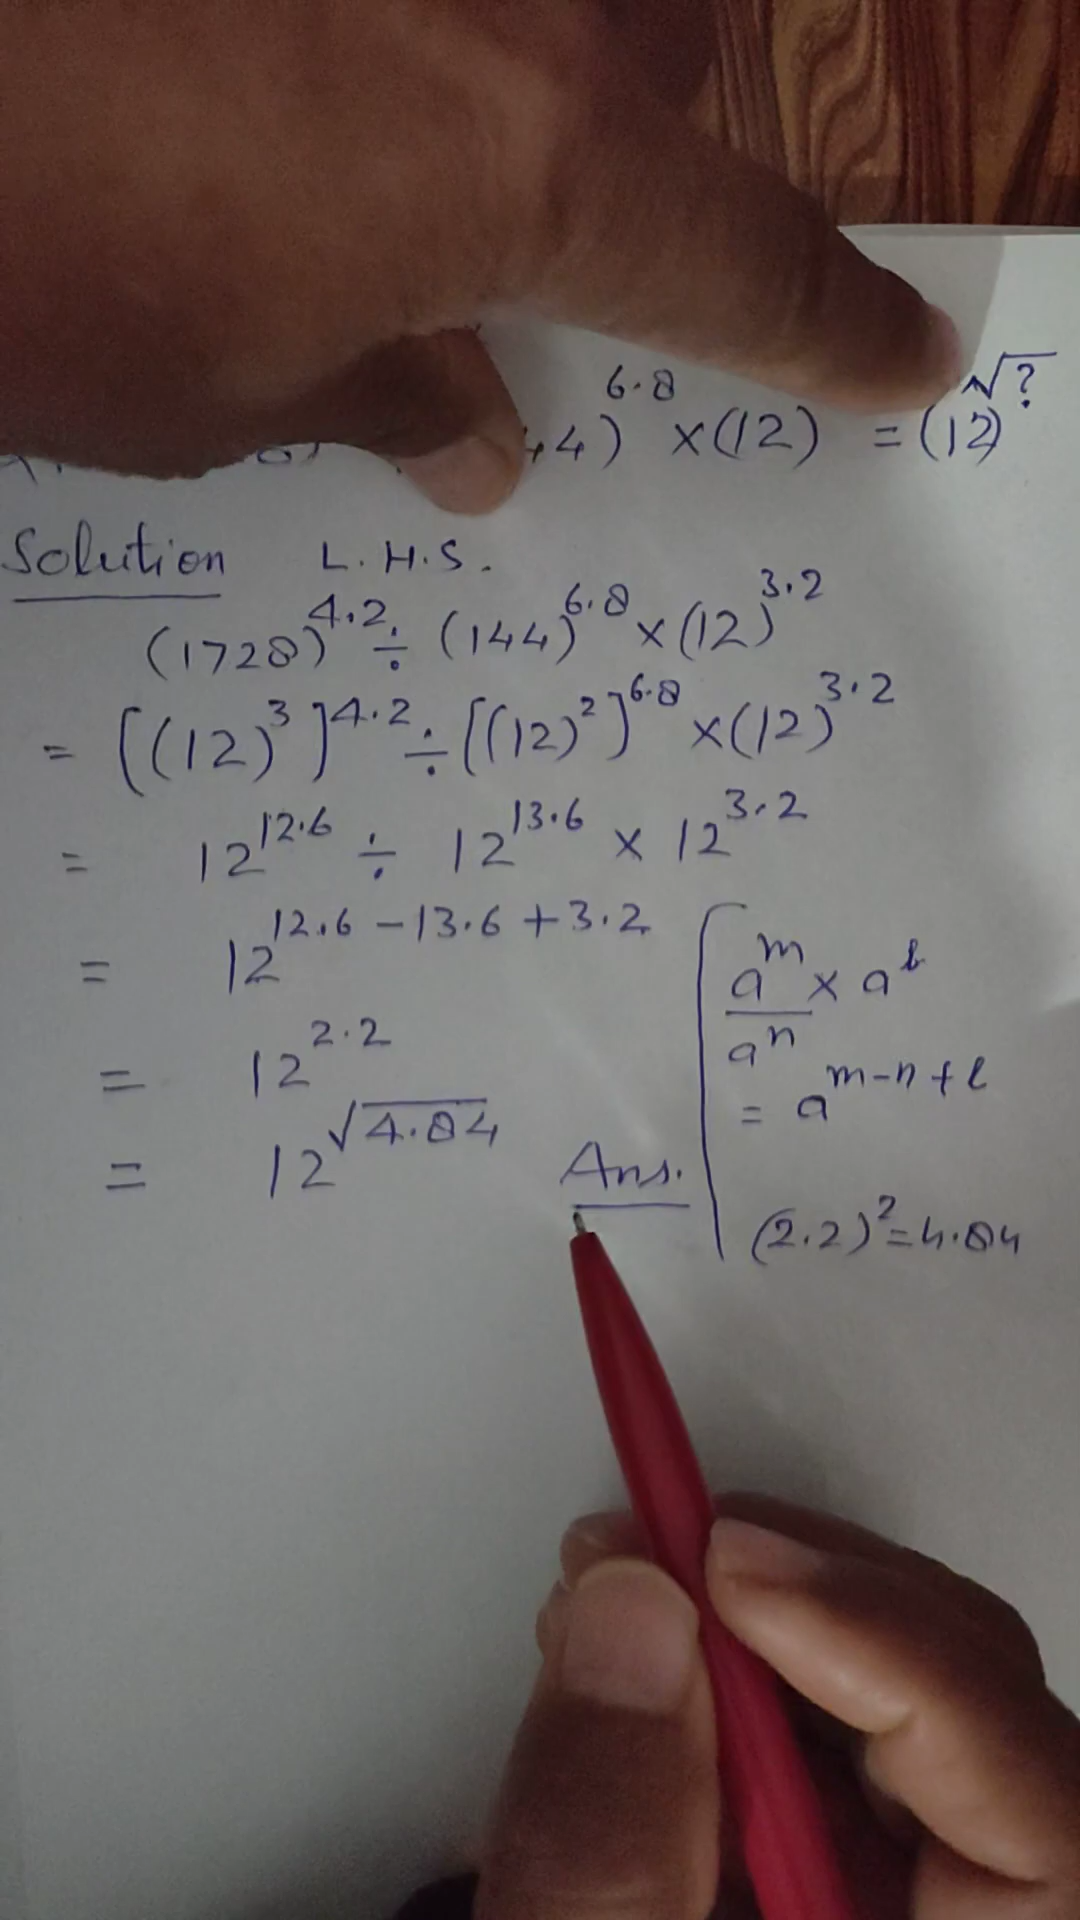 44)^6.8 ×(12) =(12)^√?
Solution L.H.S.
(1728)^4.2 ÷ (144)^6.8 ×(12)^3.2
= [(12)^3]^4.2 ÷ [(12)^2]^6.8 ×(12)^3.2
= 12^12.6 ÷ 12^13.6 × 12^3.2
= 12^12.6-13.6+3.2
= 12^2.2
= 12^√4.84 Ans.
a^m/a^n × a^l
= a^m-n+l
(2.2)^2=4.84